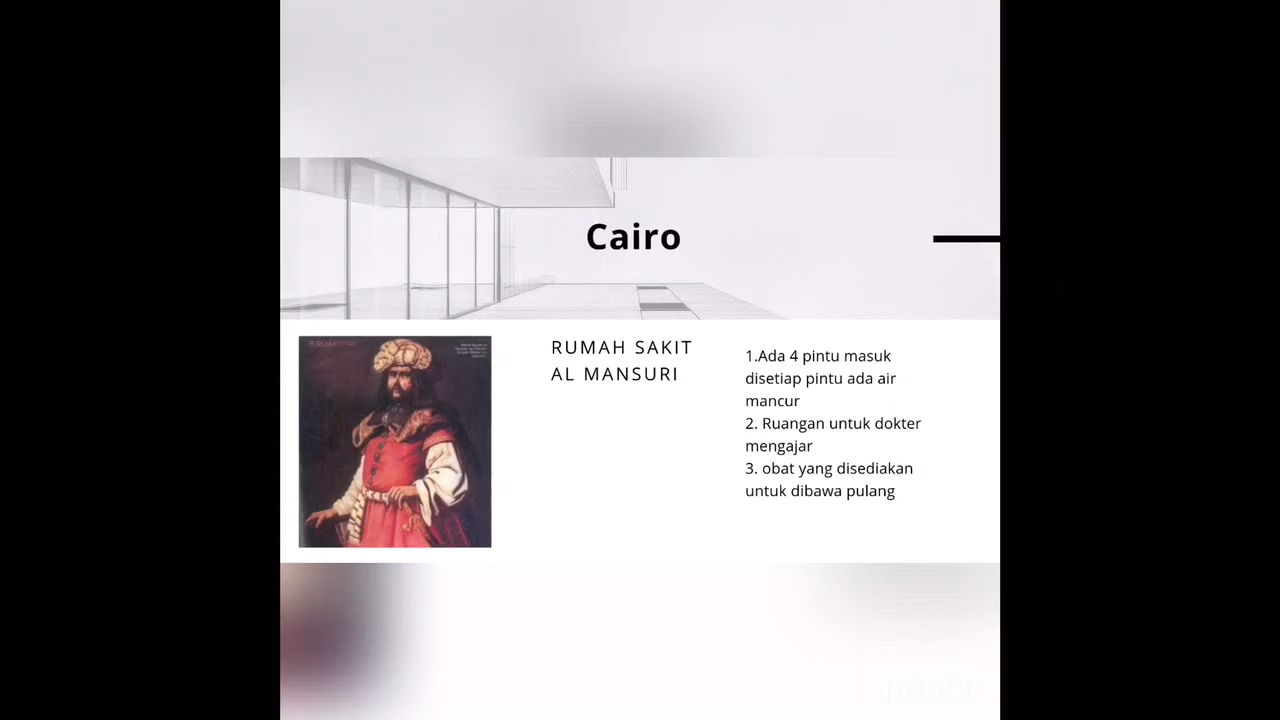 Cairo
RUMAH SAKIT
AL MANSURI
1.Ada 4 pintu masuk
disetiap pintu ada air
mancur
2. Ruangan untuk dokter
mengajar
3. obat yang disediakan
untuk dibawa pulang
INSHOT